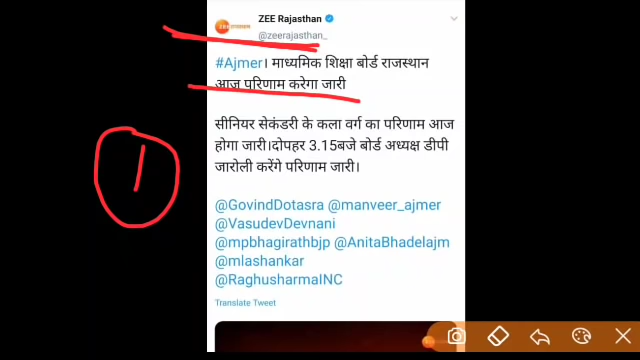 ZEE Rajasthan
@zeerajasthan_
#Ajmer। माध्यमिक शिक्षा बोर्ड राजस्थान
आज परिणाम करेगा जारी
सीनियर सेकंडरी के कला वर्ग का परिणाम आज
होगा जारी।दोपहर 3.15बजे बोर्ड अध्यक्ष डीपी
जारोली करेंगे परिणाम जारी।
@GovindDotasra @manveer_ajmer
@VasudevDevnani
@mpbhagirathbjp @AnitaBhadelajm
@mlashankar
@RaghusharmaINC
Translate Tweet
1